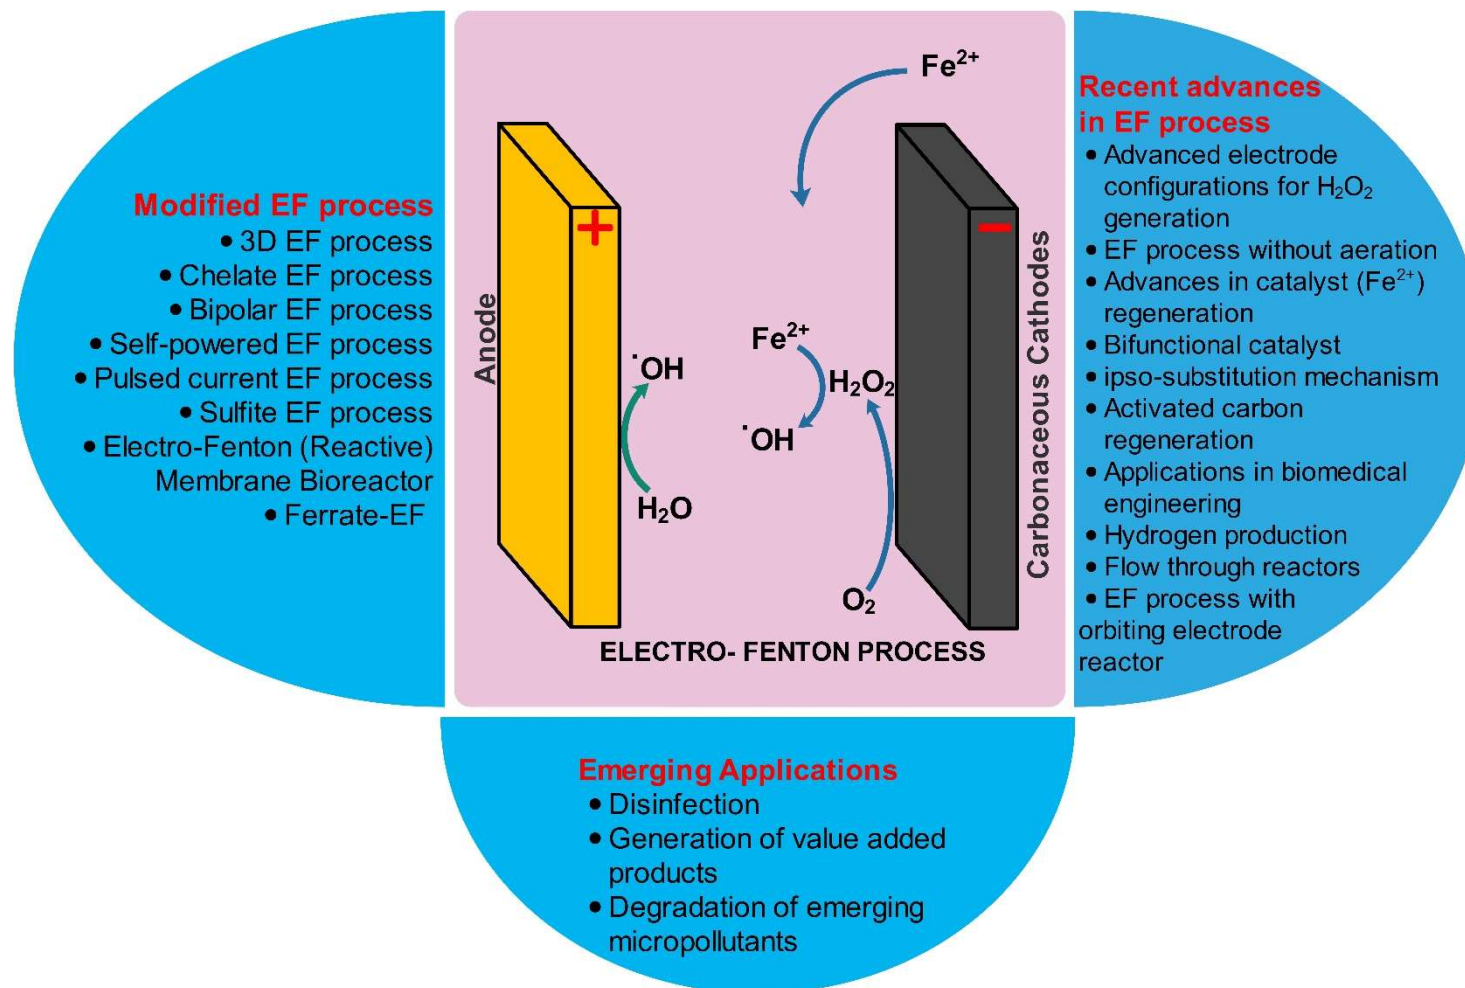 Modified EF process
• 3D EF process
• Chelate EF process
• Bipolar EF process
• Self-powered EF process
• Pulsed current EF process
• Sulfite EF process
• Electro-Fenton (Reactive)
Membrane Bioreactor
• Ferrate-EF
Fe²⁺
+
−
Anode
Carbonaceous Cathodes
Fe²⁺
˙OH
H₂O₂
˙OH
H₂O
O₂
ELECTRO- FENTON PROCESS
Recent advances
in EF process
• Advanced electrode
configurations for H₂O₂
generation
• EF process without aeration
• Advances in catalyst (Fe²⁺)
regeneration
• Bifunctional catalyst
• ipso-substitution mechanism
• Activated carbon
regeneration
• Applications in biomedical
engineering
• Hydrogen production
• Flow through reactors
• EF process with
orbiting electrode
reactor
Emerging Applications
• Disinfection
• Generation of value added
products
• Degradation of emerging
micropollutants